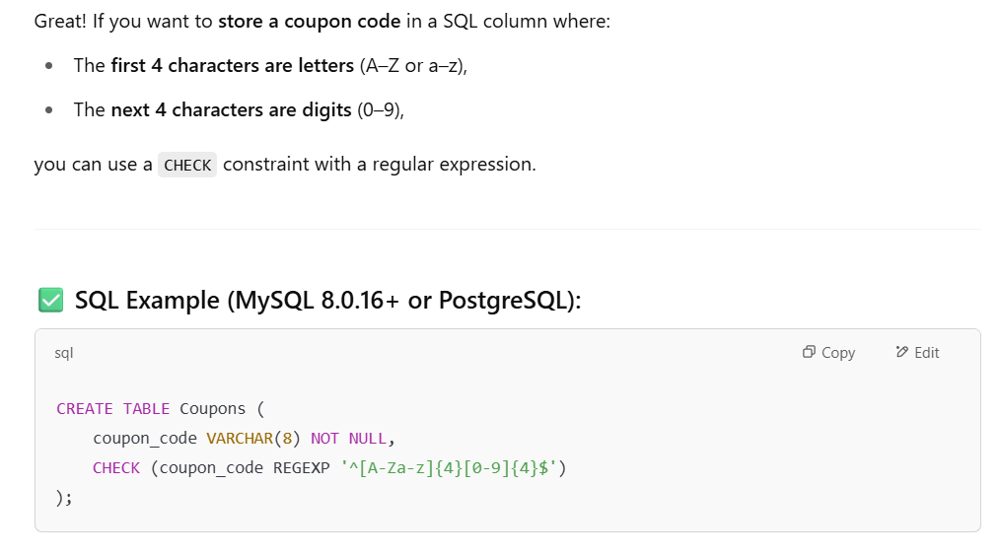 Great! If you want to store a coupon code in a SQL column where:
• The first 4 characters are letters (A–Z or a–z),
• The next 4 characters are digits (0–9),
you can use a CHECK constraint with a regular expression.
✅ SQL Example (MySQL 8.0.16+ or PostgreSQL):
sql Copy Edit
CREATE TABLE Coupons (
    coupon_code VARCHAR(8) NOT NULL,
    CHECK (coupon_code REGEXP '^[A-Za-z]{4}[0-9]{4}$')
);